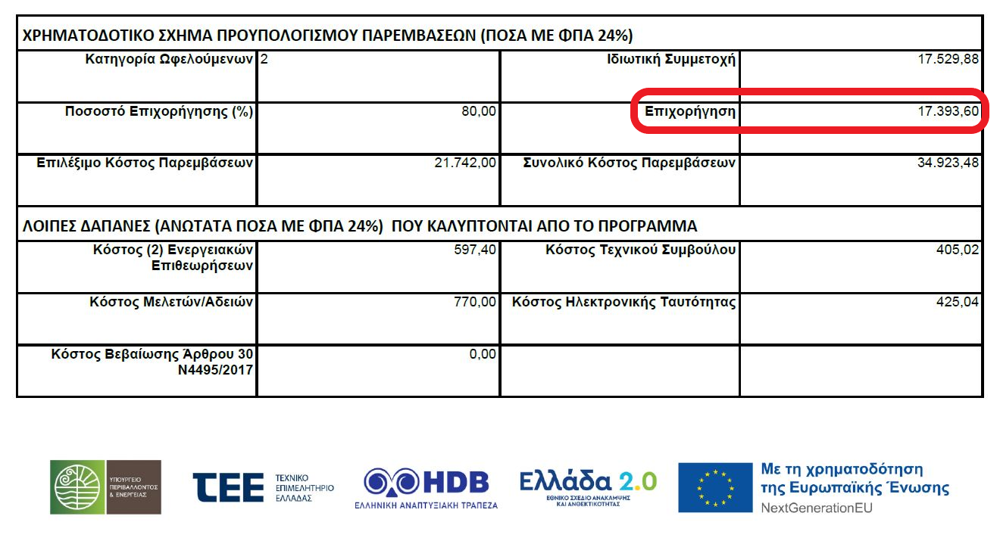 ΧΡΗΜΑΤΟΔΟΤΙΚΟ ΣΧΗΜΑ ΠΡΟΥΠΟΛΟΓΙΣΜΟΥ ΠΑΡΕΜΒΑΣΕΩΝ (ΠΟΣΑ ΜΕ ΦΠΑ 24%)
Κατηγορία Ωφελούμενων 2 Ιδιωτική Συμμετοχή 17.529,88
Ποσοστό Επιχορήγησης (%) 80,00 Επιχορήγηση 17.393,60
Επιλέξιμο Κόστος Παρεμβάσεων 21.742,00 Συνολικό Κόστος Παρεμβάσεων 34.923,48
ΛΟΙΠΕΣ ΔΑΠΑΝΕΣ (ΑΝΩΤΑΤΑ ΠΟΣΑ ΜΕ ΦΠΑ 24%) ΠΟΥ ΚΑΛΥΠΤΟΝΤΑΙ ΑΠΟ ΤΟ ΠΡΟΓΡΑΜΜΑ
Κόστος (2) Ενεργειακών 597,40 Κόστος Τεχνικού Συμβούλου 405,02
Επιθεωρήσεων
Κόστος Μελετών/Αδειών 770,00 Κόστος Ηλεκτρονικής Ταυτότητας 425,04
Κόστος Βεβαίωσης Άρθρου 30 0,00
Ν4495/2017
ΥΠΟΥΡΓΕΙΟ
ΠΕΡΙΒΑΛΛΟΝΤΟΣ
& ΕΝΕΡΓΕΙΑΣ
ΤΕΕ
ΤΕΧΝΙΚΟ
ΕΠΙΜΕΛΗΤΗΡΙΟ
ΕΛΛΑΔΑΣ
HDB
ΕΛΛΗΝΙΚΗ ΑΝΑΠΤΥΞΙΑΚΗ ΤΡΑΠΕΖΑ
Ελλάδα 2.0
ΕΘΝΙΚΟ ΣΧΕΔΙΟ ΑΝΑΚΑΜΨΗΣ
ΚΑΙ ΑΝΘΕΚΤΙΚΟΤΗΤΑΣ
Με τη χρηματοδότηση
της Ευρωπαϊκής Ένωσης
NextGenerationEU